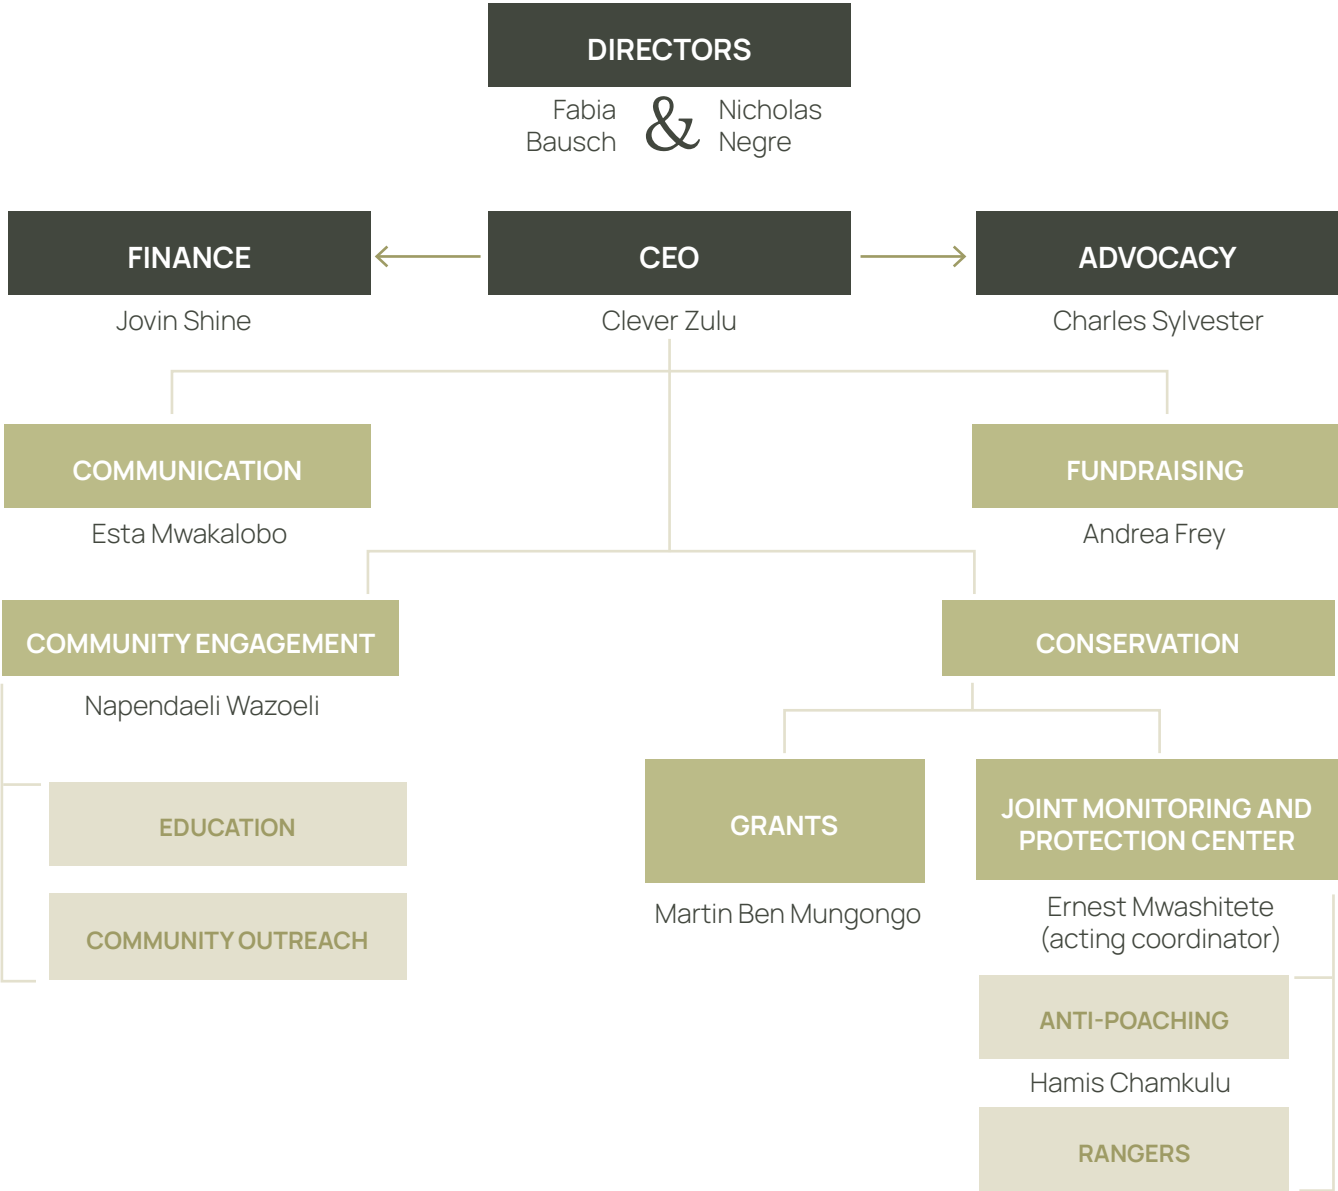 DIRECTORS
Fabia
Bausch
&
Nicholas
Negre
FINANCE
CEO
ADVOCACY
Jovin Shine
Clever Zulu
Charles Sylvester
COMMUNICATION
FUNDRAISING
Esta Mwakalobo
Andrea Frey
COMMUNITY ENGAGEMENT
CONSERVATION
Napendaeli Wazoeli
EDUCATION
COMMUNITY OUTREACH
GRANTS
Martin Ben Mungongo
JOINT MONITORING AND
PROTECTION CENTER
Ernest Mwashitete
(acting coordinator)
ANTI-POACHING
Hamis Chamkulu
RANGERS